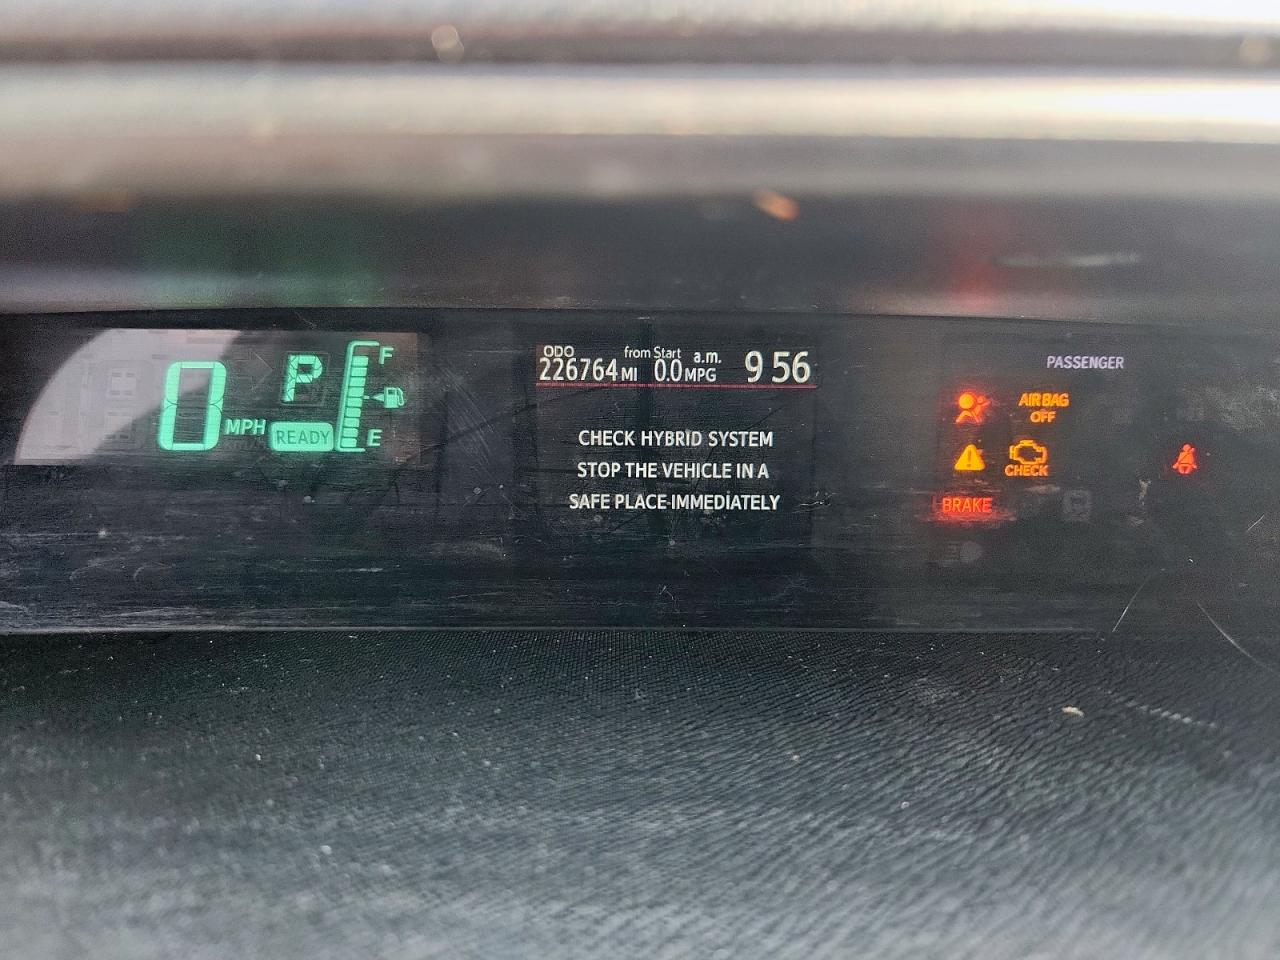 0 MPH
P
READY
F
E
ODO
226764 MI
from Start
0.0 MPG
a.m.
9 56
CHECK HYBRID SYSTEM
STOP THE VEHICLE IN A
SAFE PLACE IMMEDIATELY
PASSENGER
AIR BAG
OFF
CHECK
BRAKE